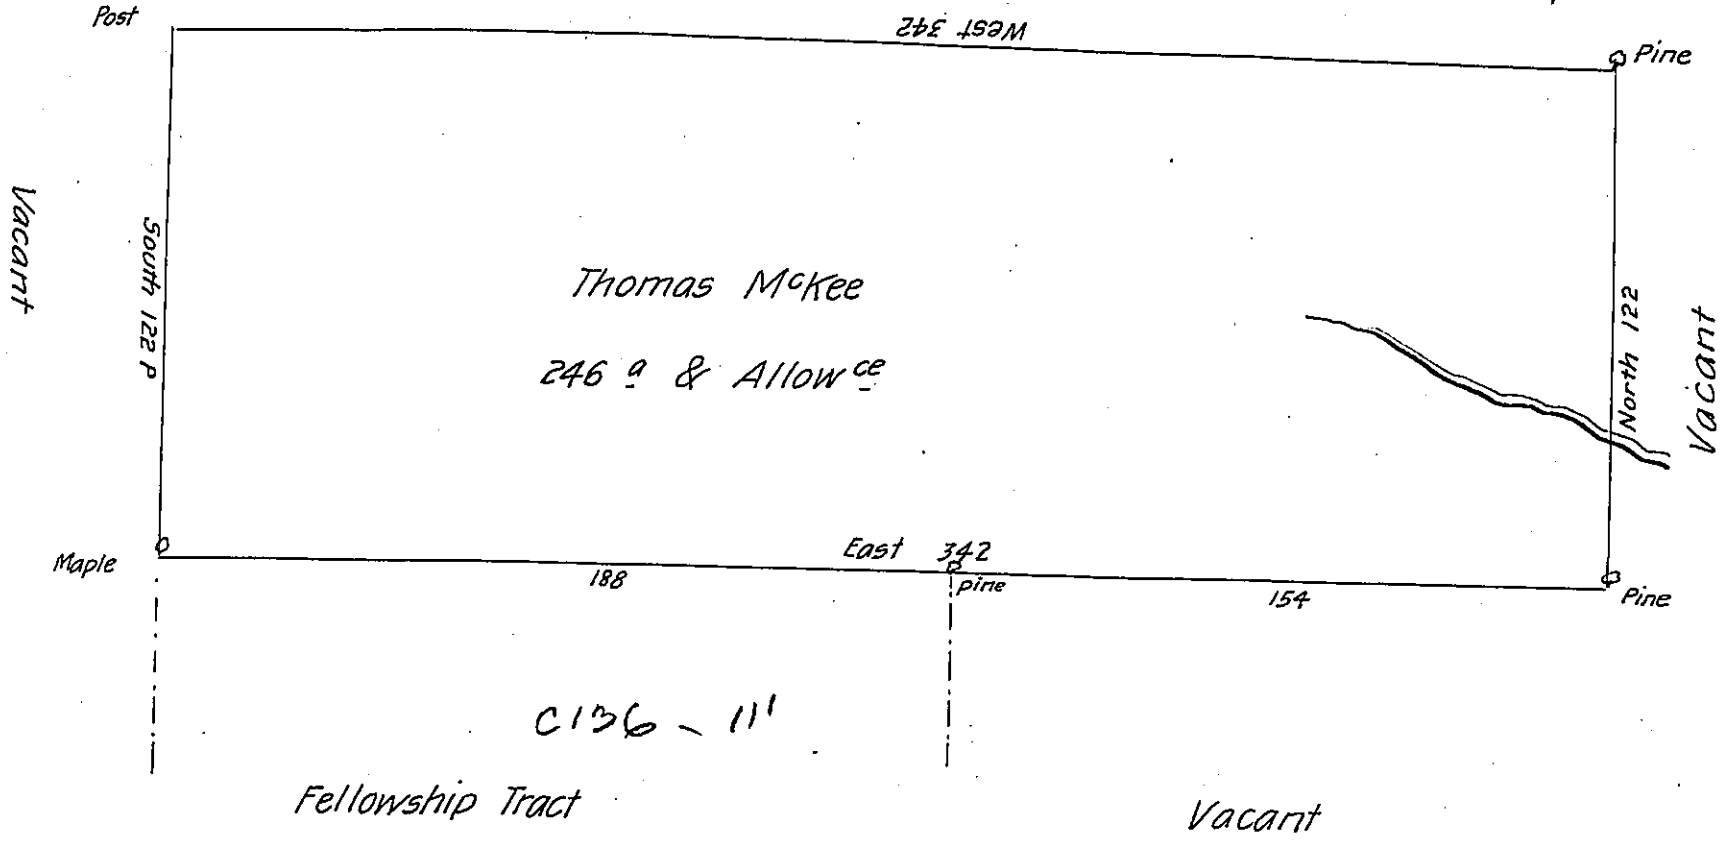 Post
West 342
Pine
Vacant
South 122 P
Thomas McKee
246 a & Allowce
North 122
Vacant
Maple
East 342
188
pine
154
Pine
C136 - 111
Fellowship Tract
Vacant